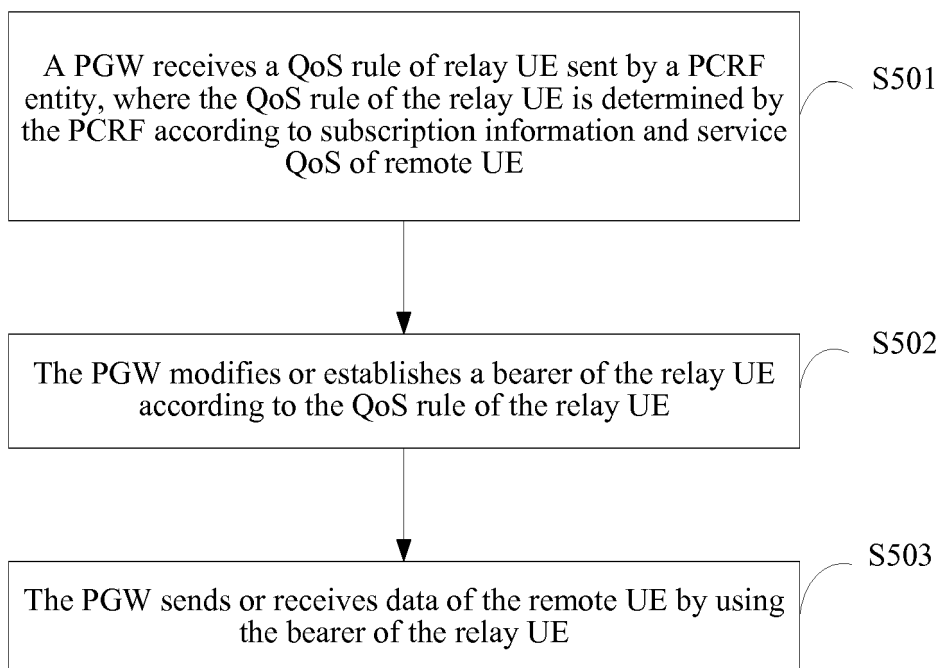 A PGW receives a QoS rule of relay UE sent by a PCRF
entity, where the QoS rule of the relay UE is determined by
the PCRF according to subscription information and service
QoS of remote UE
S501
The PGW modifies or establishes a bearer of the relay UE
according to the QoS rule of the relay UE
S502
The PGW sends or receives data of the remote UE by using
the bearer of the relay UE
S503